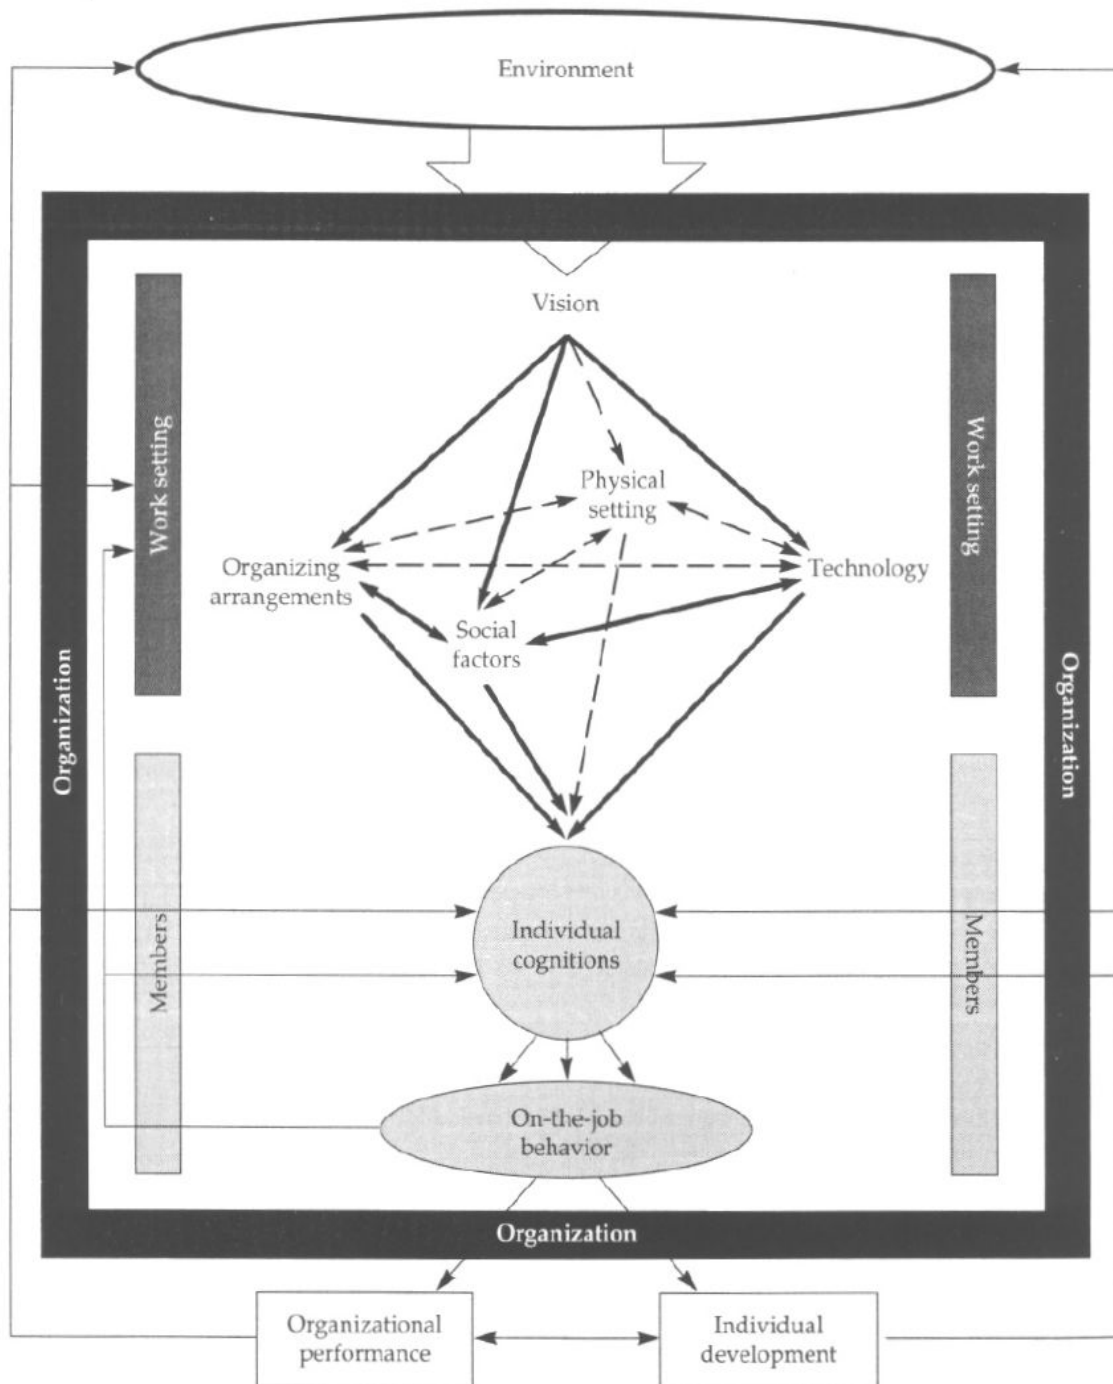 Environment
Vision
Work setting
Work setting
Physical
setting
Organizing
arrangements
Technology
Social
factors
Organization
Organization
Members
Members
Individual
cognitions
On-the-job
behavior
Organization
Organizational
performance
Individual
development